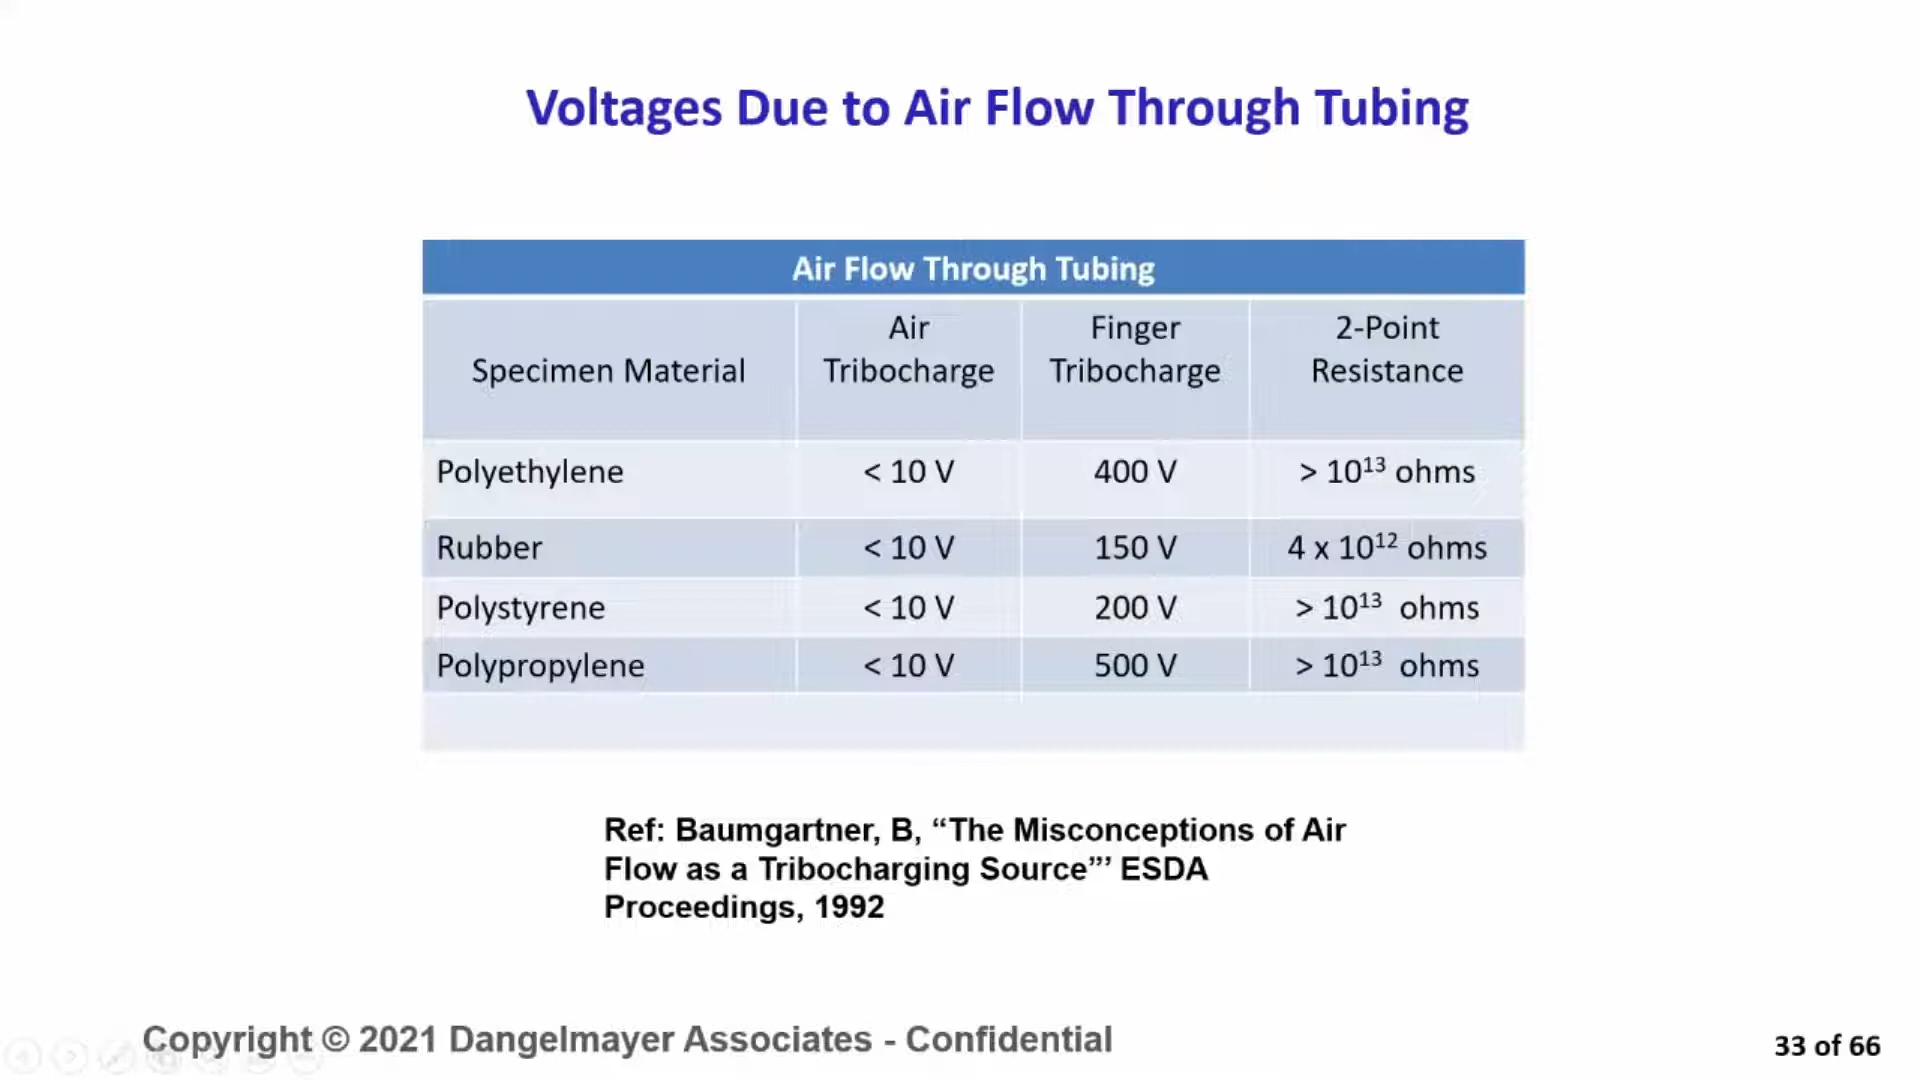 Voltages Due to Air Flow Through Tubing
Air Flow Through Tubing
Specimen Material
Air Tribocharge
Finger Tribocharge
2-Point Resistance
Polyethylene < 10 V 400 V > 10¹³ ohms
Rubber < 10 V 150 V 4 x 10¹² ohms
Polystyrene < 10 V 200 V > 10¹³ ohms
Polypropylene < 10 V 500 V > 10¹³ ohms
Ref: Baumgartner, B, “The Misconceptions of Air
Flow as a Tribocharging Source”’ ESDA
Proceedings, 1992
Copyright © 2021 Dangelmayer Associates - Confidential
33 of 66